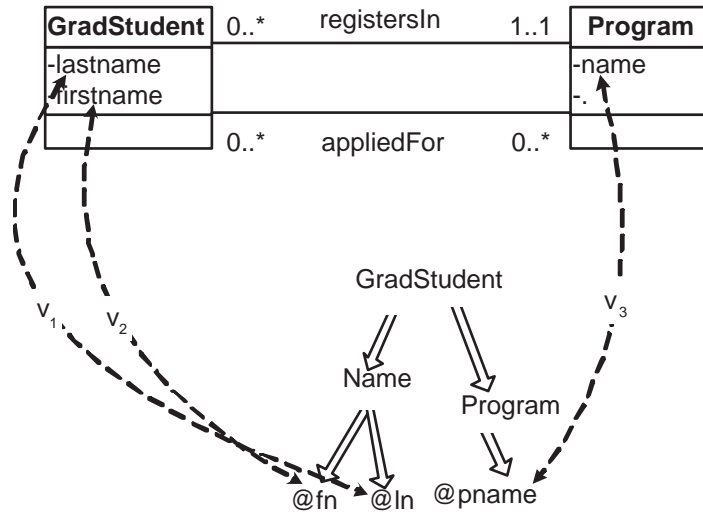 GradStudent 0..* registersIn 1..1 Program
-lastname -name
-firstname -.
0..* appliedFor 0..*
GradStudent
v1 v2 v3
Name
Program
@fn @ln @pname